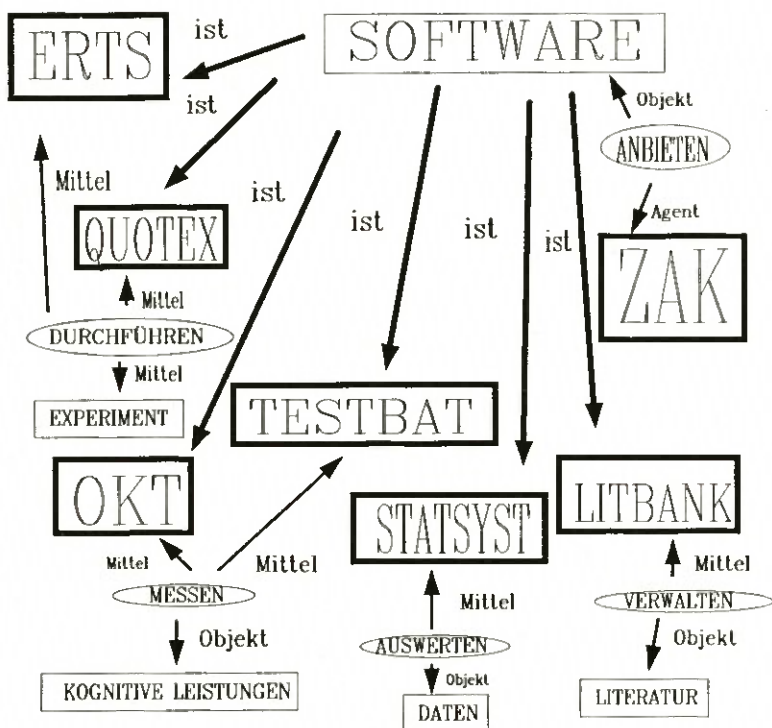 ERTS
ist
SOFTWARE
ist
Objekt
ANBIETEN
Mittel
ist
ist
ist
ist
Agent
QUOTEX
ZAK
Mittel
DURCHFÜHREN
Mittel
EXPERIMENT
TESTBAT
OKT
STATSYST
LITBANK
Mittel
Mittel
Mittel
Mittel
MESSEN
VERWALTEN
Objekt
AUSWERTEN
Objekt
Objekt
KOGNITIVE LEISTUNGEN
DATEN
LITERATUR